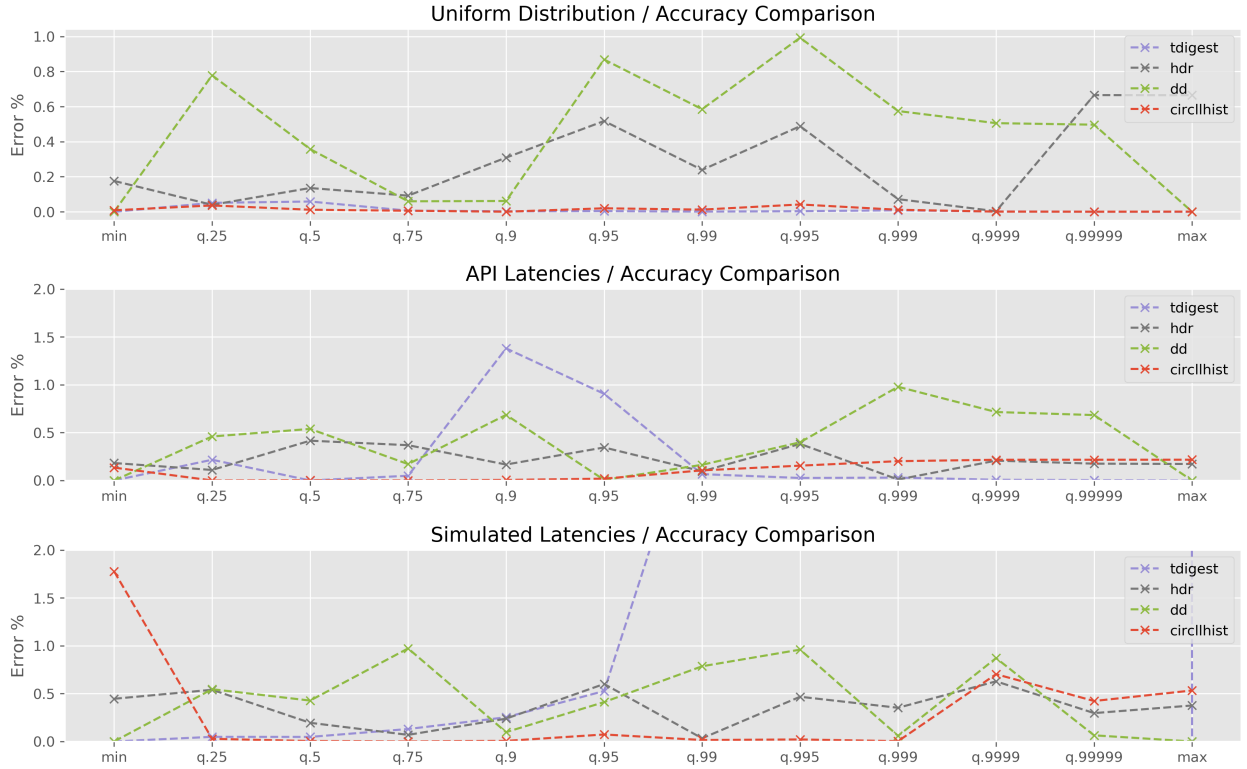 Uniform Distribution / Accuracy Comparison
Error %
1.0
0.8
0.6
0.4
0.2
0.0
tdigest
hdr
dd
circllhist
min q.25 q.5 q.75 q.9 q.95 q.99 q.995 q.999 q.9999 q.99999 max
API Latencies / Accuracy Comparison
Error %
2.0
1.5
1.0
0.5
0.0
tdigest
hdr
dd
circllhist
min q.25 q.5 q.75 q.9 q.95 q.99 q.995 q.999 q.9999 q.99999 max
Simulated Latencies / Accuracy Comparison
Error %
2.0
1.5
1.0
0.5
0.0
tdigest
hdr
dd
circllhist
min q.25 q.5 q.75 q.9 q.95 q.99 q.995 q.999 q.9999 q.99999 max